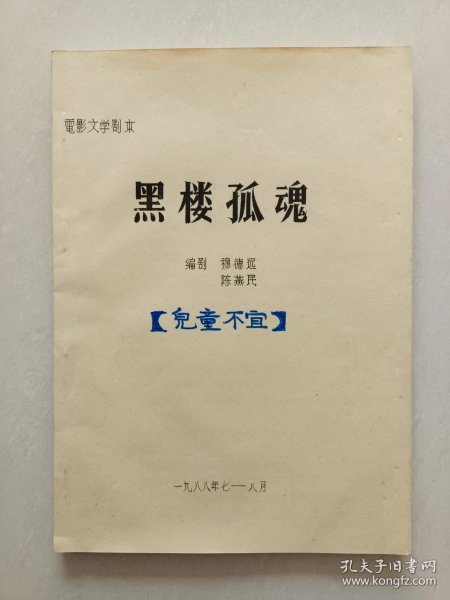 電影文学剧本
黑楼孤魂
编剧 穆德远
陈燕民
【兒童不宜】
一九八八年七——八月
孔夫子旧书网
www.kongfz.com